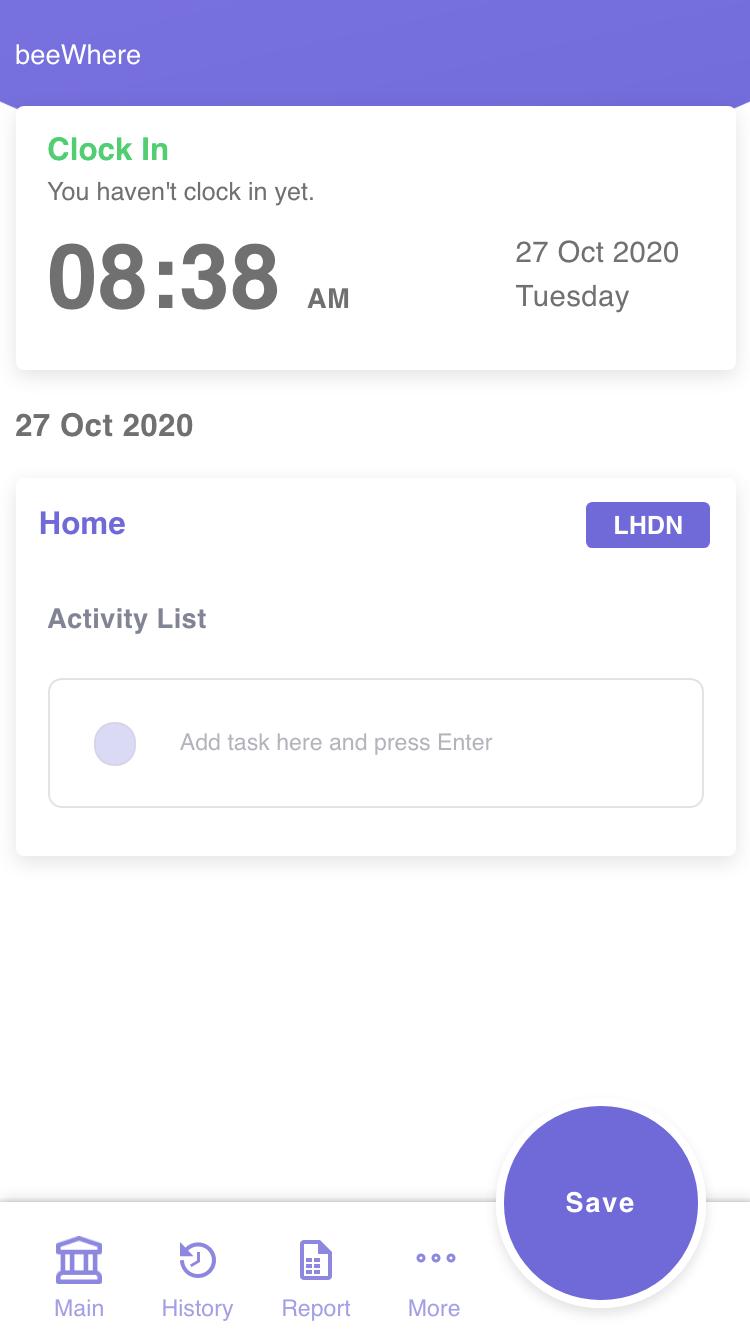 beeWhere
Clock In
You haven't clock in yet.
08:38 AM
27 Oct 2020
Tuesday
27 Oct 2020
Home
LHDN
Activity List
Add task here and press Enter
Save
Main
History
Report
More